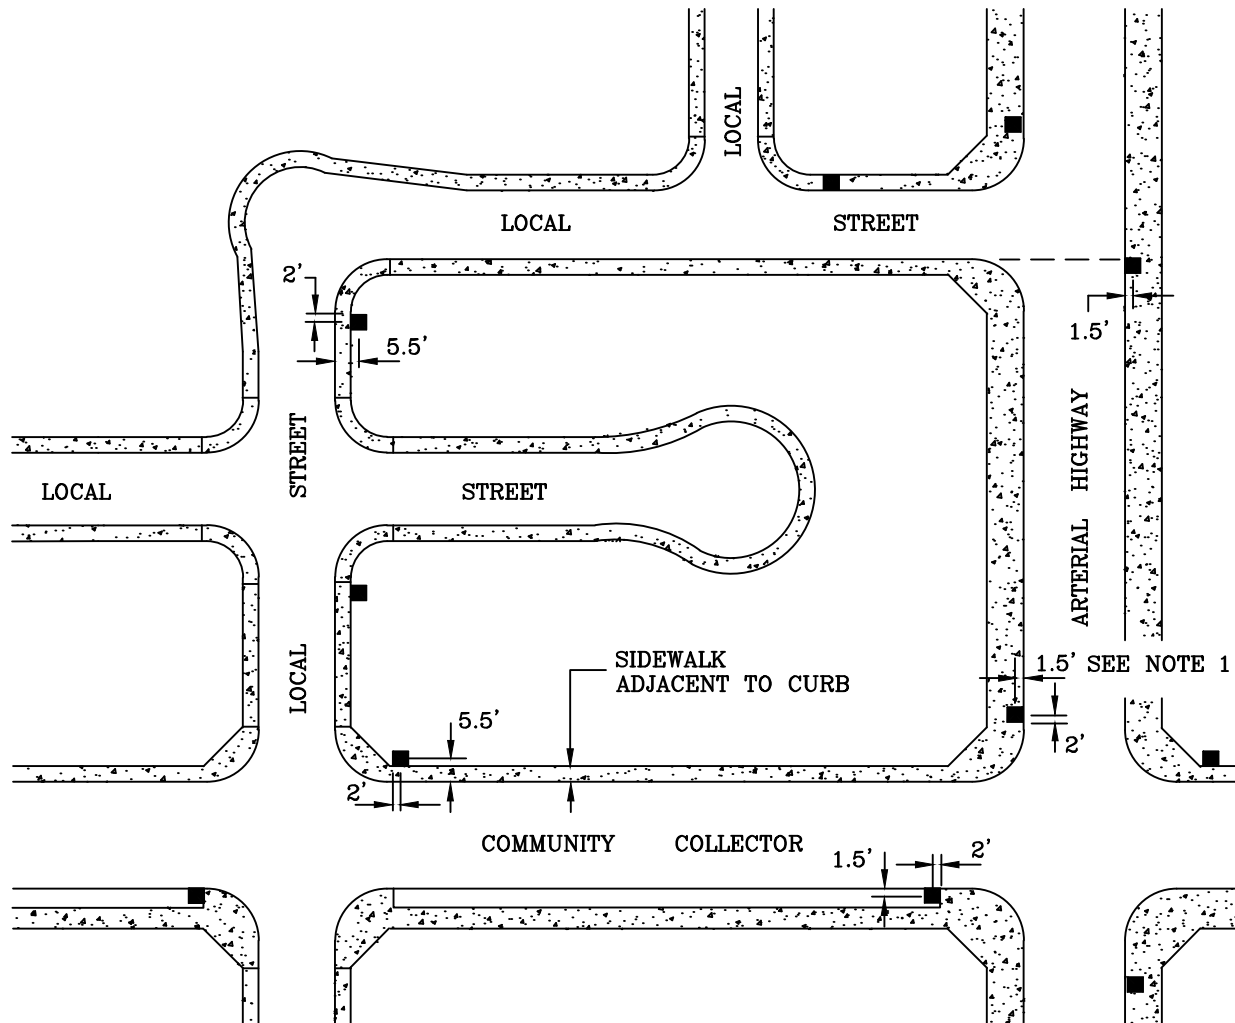 LOCAL
LOCAL STREET
2'
1.5'
5.5'
STREET
HIGHWAY
LOCAL STREET
ARTERIAL
LOCAL
SIDEWALK
ADJACENT TO CURB
1.5' SEE NOTE 1
5.5'
2'
2'
COMMUNITY COLLECTOR
1.5'
2'